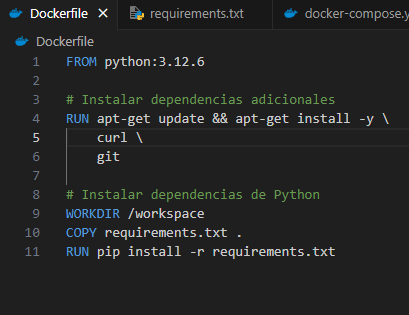 Dockerfile requirements.txt docker-compose.y
Dockerfile
1 FROM python:3.12.6
2
3 # Instalar dependencias adicionales
4 RUN apt-get update && apt-get install -y \
5 curl \
6 git
7
8 # Instalar dependencias de Python
9 WORKDIR /workspace
10 COPY requirements.txt .
11 RUN pip install -r requirements.txt